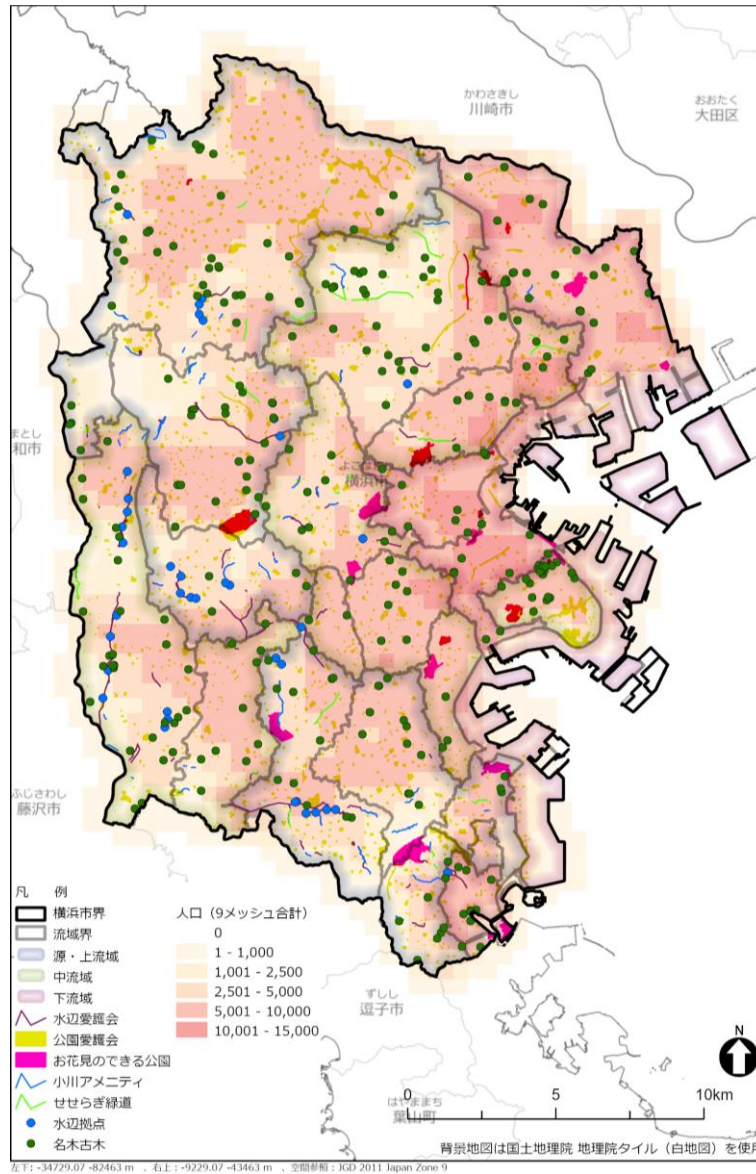 かわさきし
川崎市
おおたく
大田区
まとし
和市
横浜市
ふじさわし
藤沢市
ずしし
逗子市
はやままち
葉山町
凡 例
横浜市界
流域界
源・上流域
中流域
下流域
水辺愛護会
公園愛護会
お花見のできる公園
小川アメニティ
せせらぎ緑道
水辺拠点
名木古木
人口（9メッシュ合計）
0
1 - 1,000
1,001 - 2,500
2,501 - 5,000
5,001 - 10,000
10,001 - 15,000
N
0 5 10km
背景地図は国土地理院 地理院タイル（白地図）を使用
左下：-34729.07 -82463 m 、右上：-9229.07 -43463 m 、空間参照：JGD 2011 Japan Zone 9